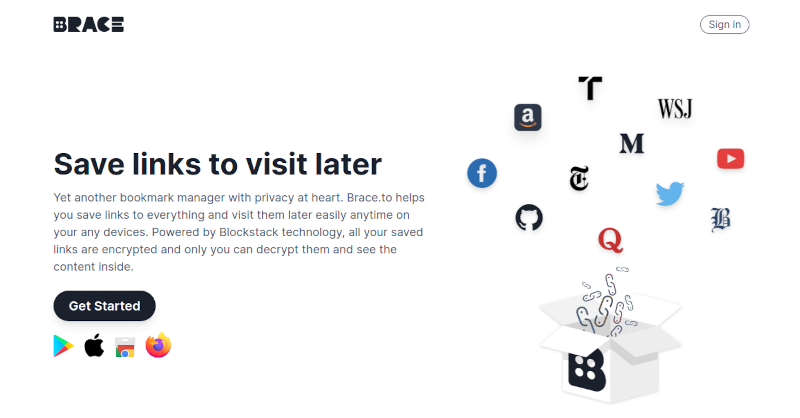 BRACE
Sign in
Save links to visit later
Yet another bookmark manager with privacy at heart. Brace.to helps
you save links to everything and visit them later easily anytime on
your any devices. Powered by Blockstack technology, all your saved
links are encrypted and only you can decrypt them and see the
content inside.
Get Started
T
WSJ
M
f
T
B
Q
B